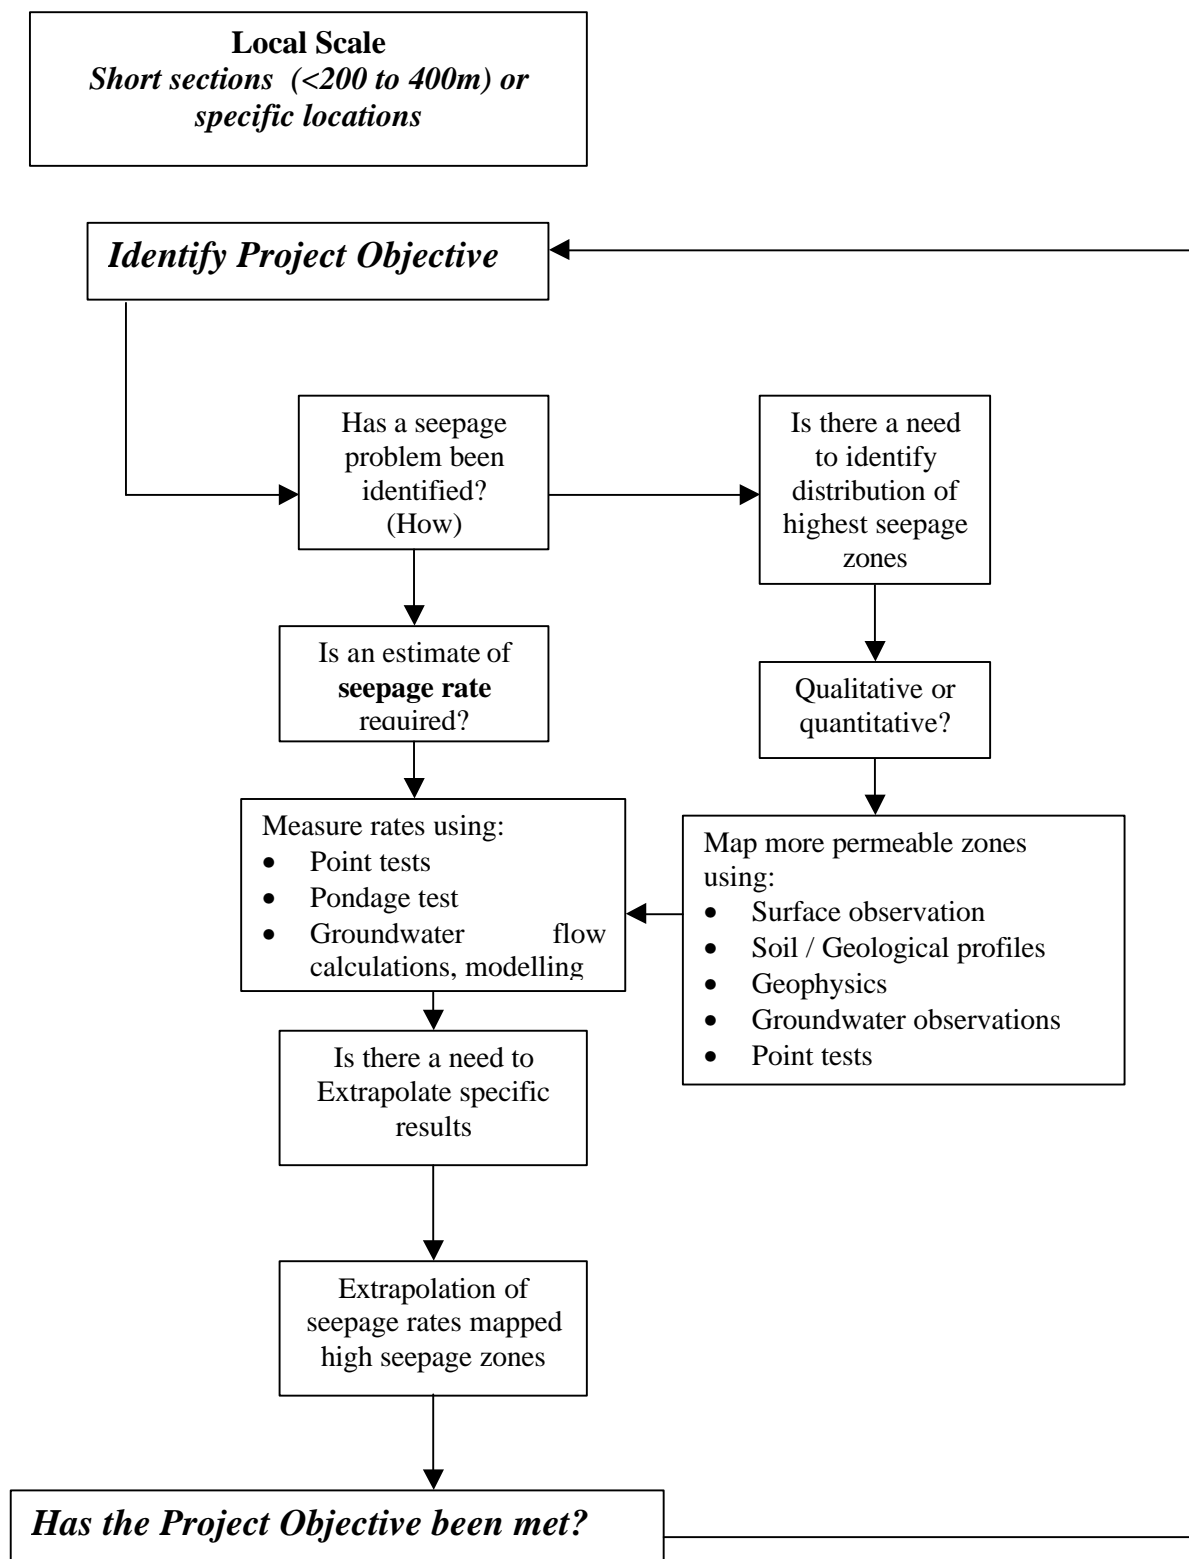 Local Scale
Short sections (<200 to 400m) or
specific locations
Identify Project Objective
Has a seepage
problem been
identified?
(How)
Is there a need
to identify
distribution of
highest seepage
zones
Is an estimate of
seepage rate
required?
Qualitative or
quantitative?
Measure rates using:
• Point tests
• Pondage test
• Groundwater flow
calculations, modelling
Map more permeable zones
using:
• Surface observation
• Soil / Geological profiles
• Geophysics
• Groundwater observations
• Point tests
Is there a need to
Extrapolate specific
results
Extrapolation of
seepage rates mapped
high seepage zones
Has the Project Objective been met?